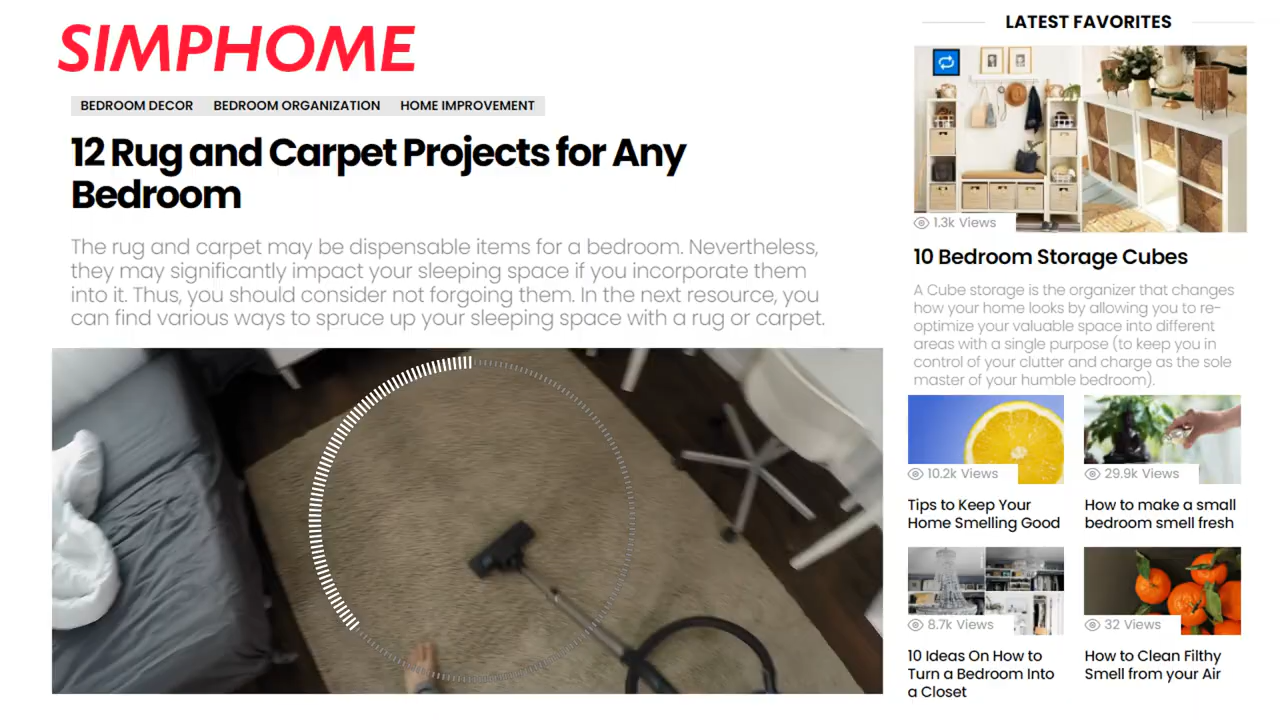 SIMPHOME
BEDROOM DECOR BEDROOM ORGANIZATION HOME IMPROVEMENT
12 Rug and Carpet Projects for Any
Bedroom
The rug and carpet may be dispensable items for a bedroom. Nevertheless,
they may significantly impact your sleeping space if you incorporate them
into it. Thus, you should consider not forgoing them. In the next resource, you
can find various ways to spruce up your sleeping space with a rug or carpet.
LATEST FAVORITES
1.3k Views
10 Bedroom Storage Cubes
A Cube storage is the organizer that changes
how your home looks by allowing you to re-
optimize your valuable space into different
areas with a single purpose (to keep you in
control of your clutter and charge as the sole
master of your humble bedroom).
10.2k Views
Tips to Keep Your
Home Smelling Good
29.9k Views
How to make a small
bedroom smell fresh
8.7k Views
10 Ideas On How to
Turn a Bedroom Into
a Closet
32 Views
How to Clean Filthy
Smell from your Air